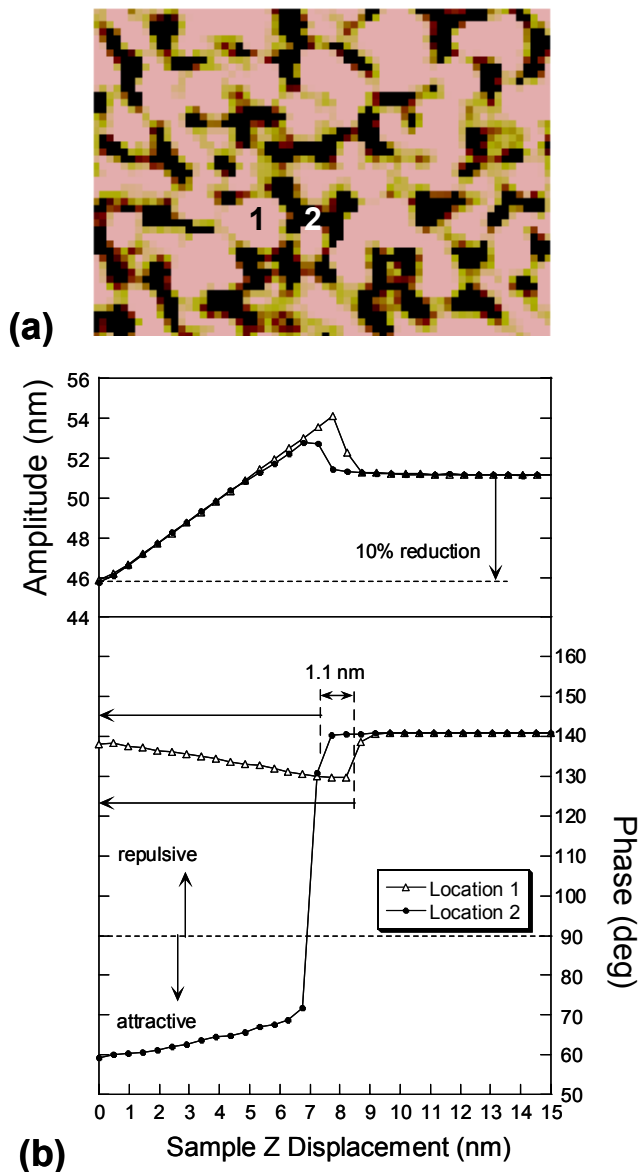 1 2
(a)
56
54
52
50
48
46
44
Amplitude (nm)
10% reduction
1.1 nm
160
150
140
130
120
110
100
90
80
70
60
50
Phase (deg)
repulsive
attractive
Location 1
Location 2
0 1 2 3 4 5 6 7 8 9 10 11 12 13 14 15
Sample Z Displacement (nm)
(b)